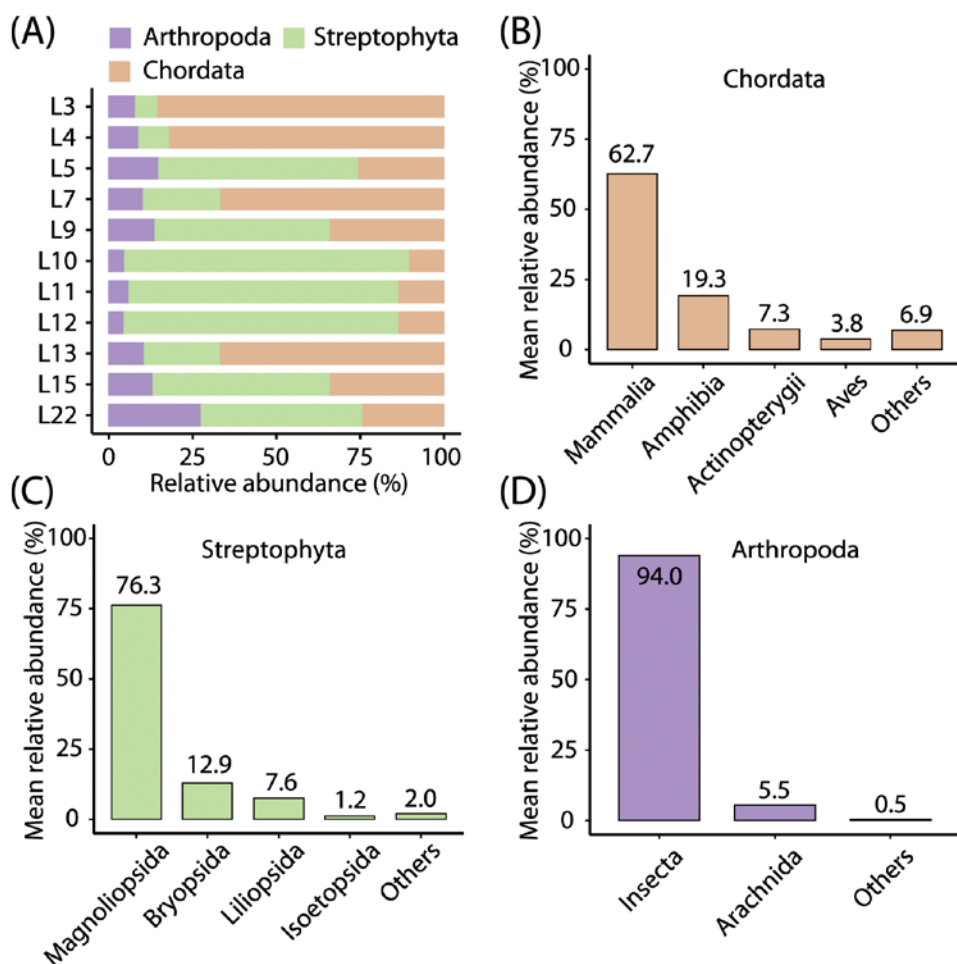 (A)
Arthropoda Streptophyta
Chordata
L3
L4
L5
L7
L9
L10
L11
L12
L13
L15
L22
0 25 50 75 100
Relative abundance (%)
(B)
Chordata
Mean relative abundance (%)
100
75
50
25
0
62.7
19.3
7.3
3.8
6.9
Mammalia
Amphibia
Actinopterygii
Aves
Others
(C)
Streptophyta
Mean relative abundance (%)
100
75
50
25
0
76.3
12.9
7.6
1.2
2.0
Magnoliopsida
Bryopsida
Liliopsida
Isoetopsida
Others
(D)
Arthropoda
Mean relative abundance (%)
100
75
50
25
0
94.0
5.5
0.5
Insecta
Arachnida
Others